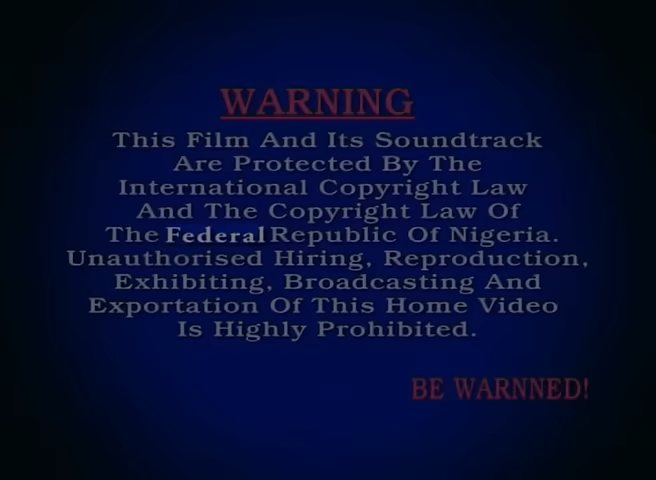 WARNING
This Film And Its Soundtrack
Are Protected By The
International Copyright Law
And The Copyright Law Of
The Federal Republic Of Nigeria.
Unauthorised Hiring, Reproduction,
Exhibiting, Broadcasting And
Exportation Of This Home Video
Is Highly Prohibited.
BE WARNNED!